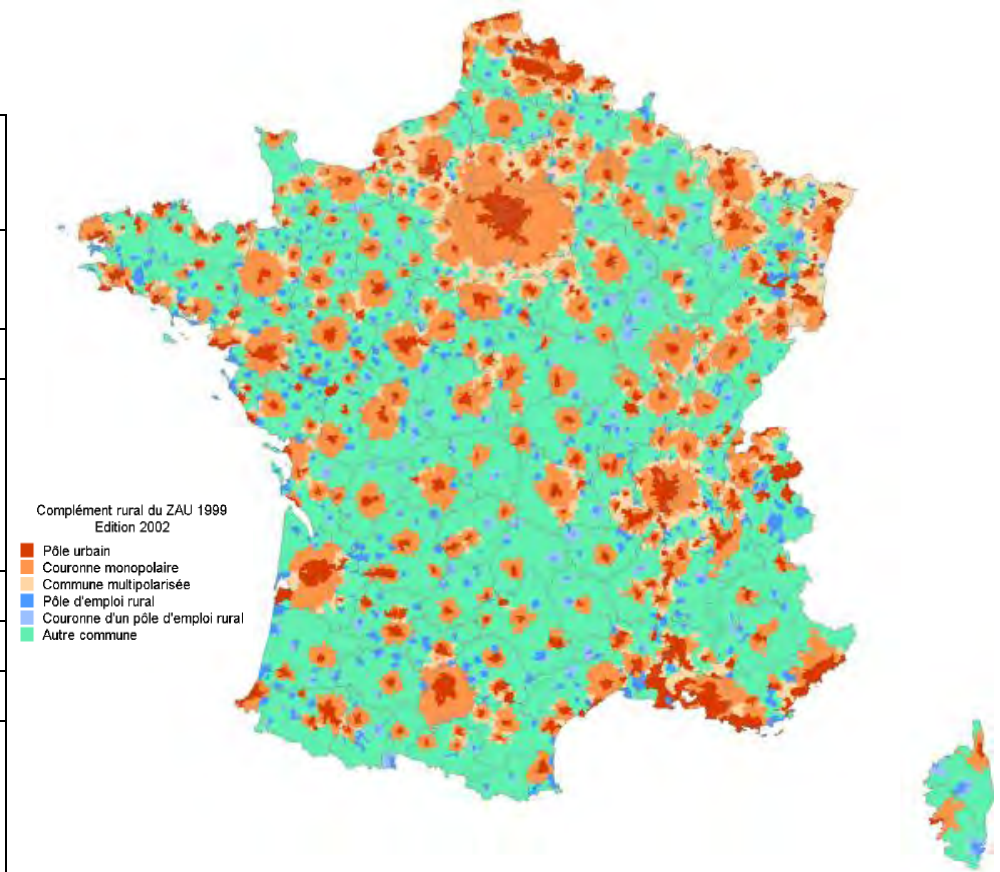 Complément rural du ZAU 1999
Edition 2002
Pôle urbain
Couronne monopolaire
Commune multipolarisée
Pôle d'emploi rural
Couronne d'un pôle d'emploi rural
Autre commune